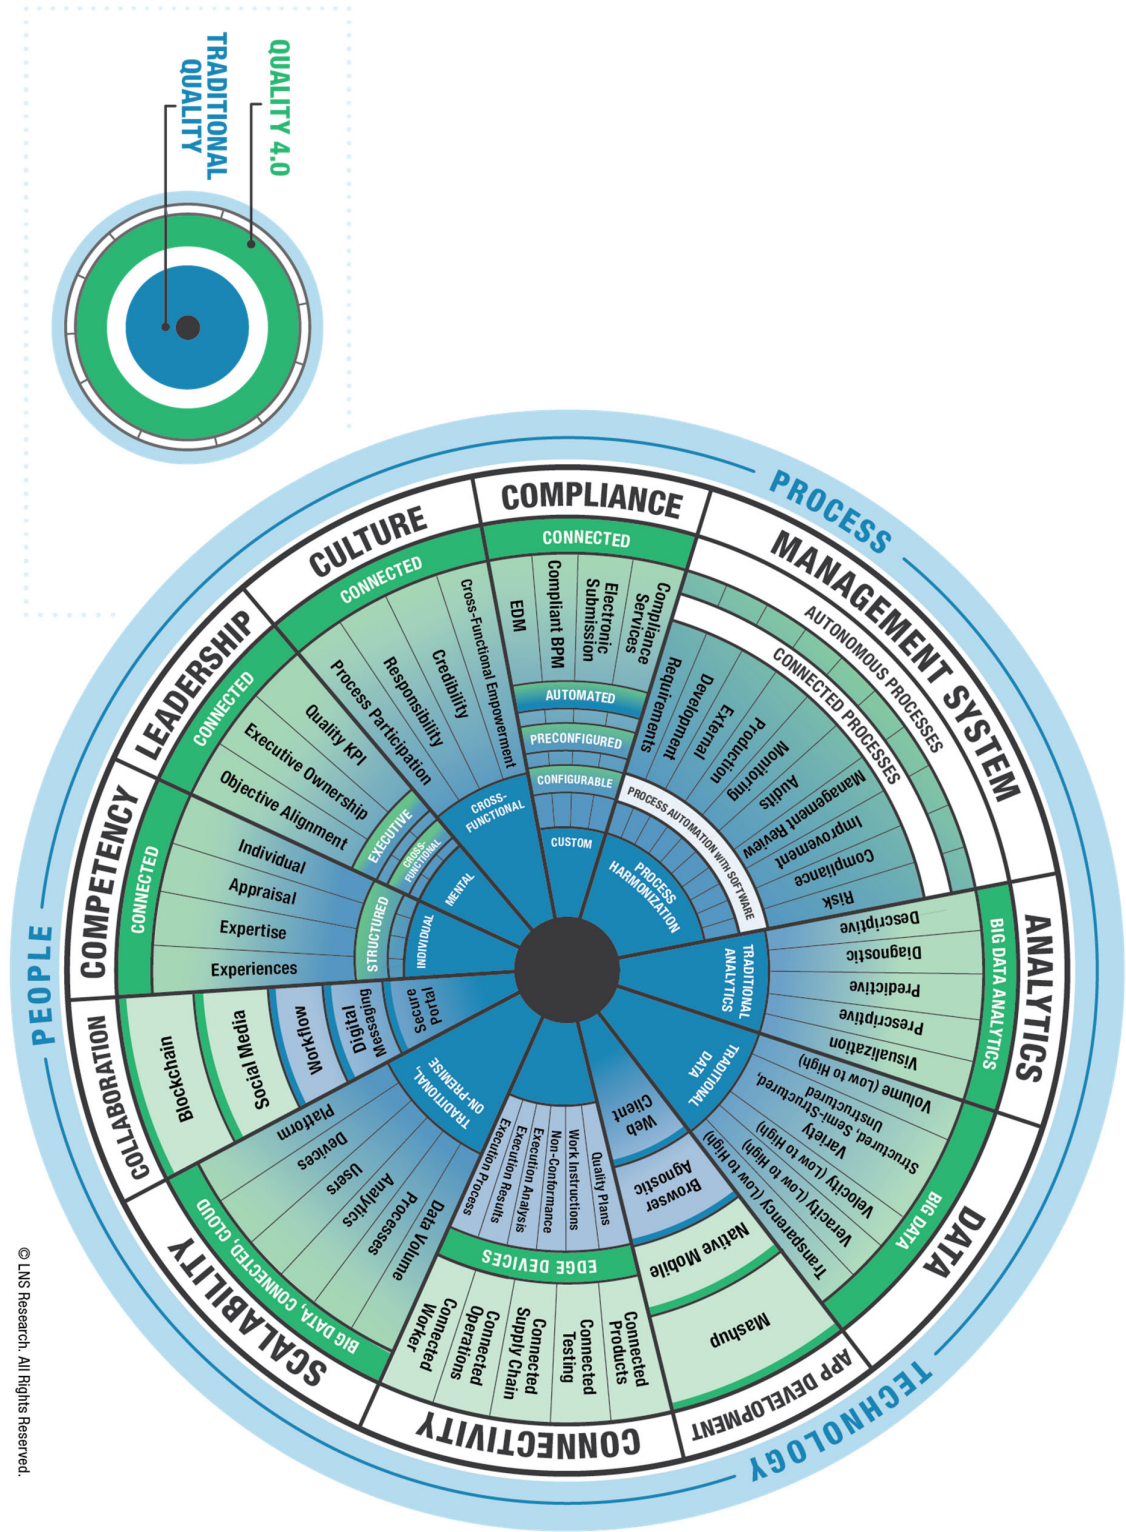 QUALITY 4.0
TRADITIONAL
QUALITY
PROCESS
TECHNOLOGY
PEOPLE
COMPLIANCE
CONNECTED
EDM
Compliant BPM
Electronic
Submission
Compliance
Services
AUTOMATED
PRECONFIGURED
CONFIGURABLE
CUSTOM
MANAGEMENT SYSTEM
AUTONOMOUS PROCESSES
CONNECTED PROCESSES
Requirements
Development
External
Production
Monitoring
Audits
Management Review
Improvement
Compliance
Risk
PROCESS AUTOMATION WITH SOFTWARE
PROCESS
HARMONIZATION
ANALYTICS
BIG DATA ANALYTICS
Descriptive
Diagnostic
Predictive
Prescriptive
Visualization
TRADITIONAL
ANALYTICS
DATA
BIG DATA
Volume (Low to High)
Structured, Semi-Structured,
Unstructured
Variety
Velocity (Low to High)
Veracity (Low to High)
Transparency (Low to High)
TRADITIONAL
DATA
APP DEVELOPMENT
Mashup
Native Mobile
Browser
Agnostic
Web
Client
CONNECTIVITY
Connected
Products
Connected
Testing
Connected
Supply Chain
Connected
Operations
Connected
Worker
EDGE DEVICES
Quality Plans
Work Instructions
Non-Conformance
Execution Analysis
Execution Results
Execution Process
SCALABILITY
BIG DATA, CONNECTED, CLOUD
Data Volume
Processes
Analytics
Users
Devices
Platform
TRADITIONAL,
ON-PREMISE
COLLABORATION
Blockchain
Social Media
Workflow
Digital
Messaging
Secure
Portal
COMPETENCY
CONNECTED
Experiences
Expertise
Appraisal
Individual
STRUCTURED
INDIVIDUAL
LEADERSHIP
CONNECTED
Objective Alignment
Executive Ownership
Quality KPI
EXECUTIVE
CROSS-
FUNCTIONAL
MENTAL
CULTURE
CONNECTED
Process Participation
Responsibility
Credibility
Cross-Functional Empowerment
CROSS-
FUNCTIONAL
© LNS Research. All Rights Reserved.